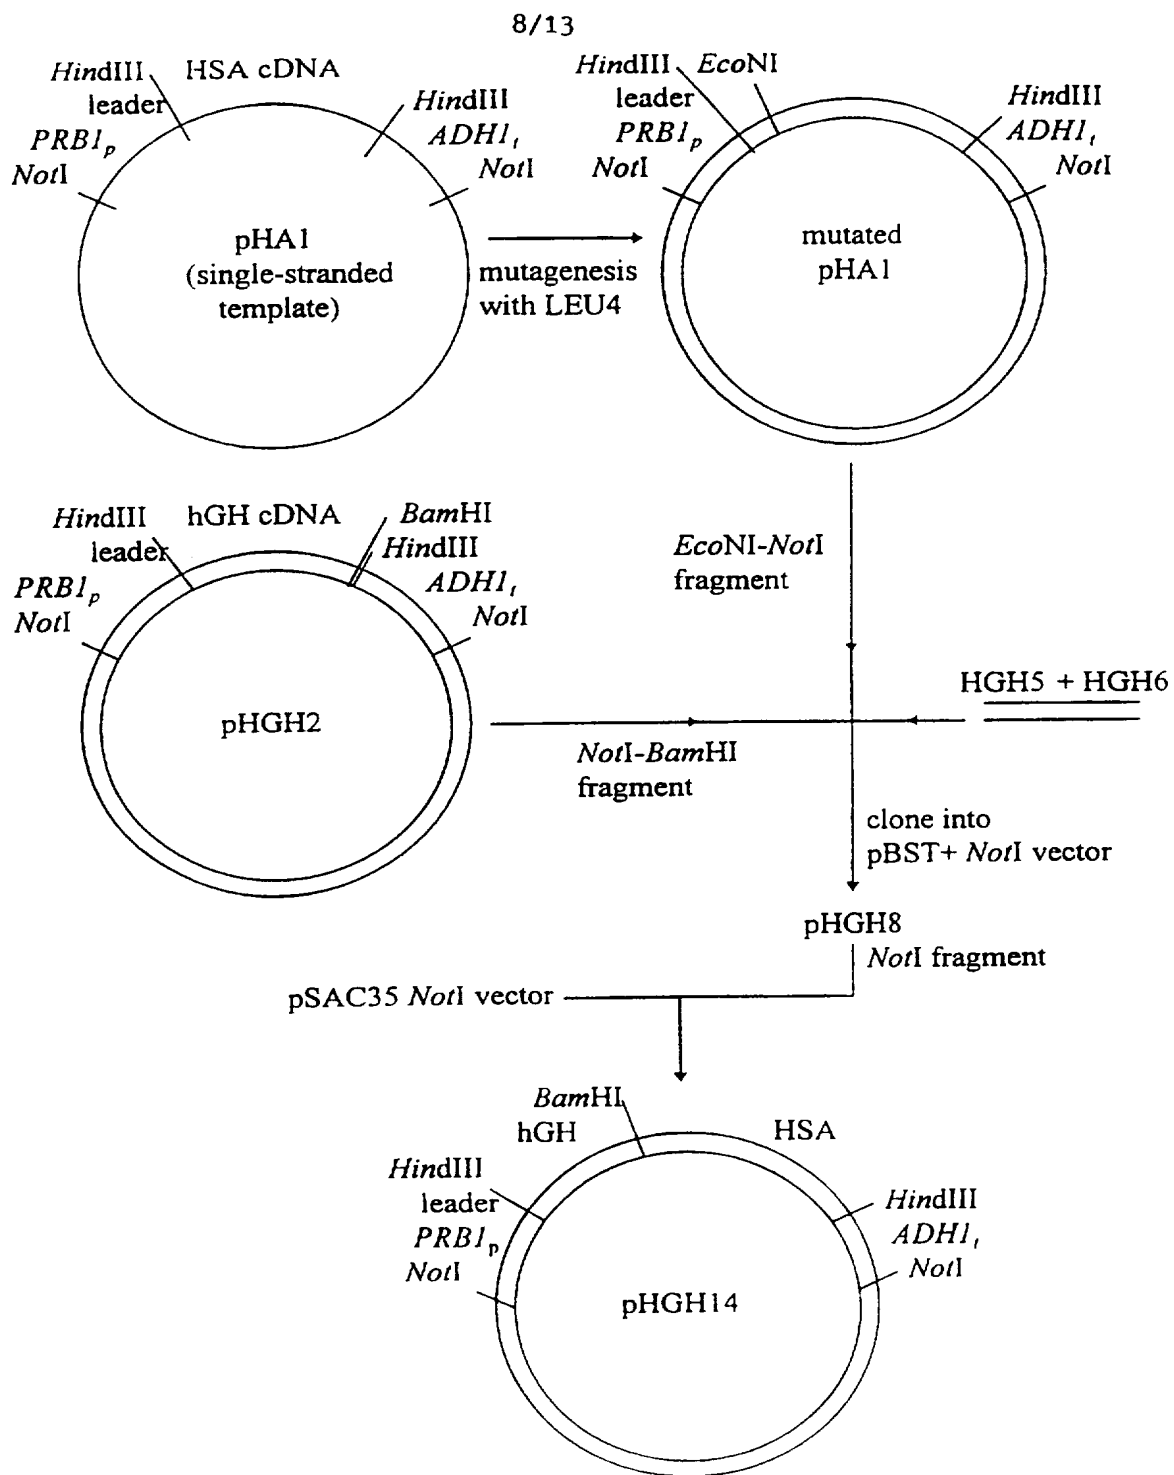 8/13
HindIII
HSA cDNA
leader
PRB1p
NotI
HindIII
ADH1t
NotI
pHA1
(single-stranded
template)
mutagenesis
with LEU4
HindIII
EcoNI
leader
PRB1p
NotI
HindIII
ADH1t
NotI
mutated
pHA1
HindIII
hGH cDNA
leader
PRB1p
NotI
BamHI
HindIII
ADH1t
NotI
pHGH2
EcoNI-NotI
fragment
HGH5 + HGH6
NotI-BamHI
fragment
clone into
pBST+ NotI vector
pHGH8
NotI fragment
pSAC35 NotI vector
BamHI
hGH
HSA
HindIII
leader
PRB1p
NotI
HindIII
ADH1t
NotI
pHGH14